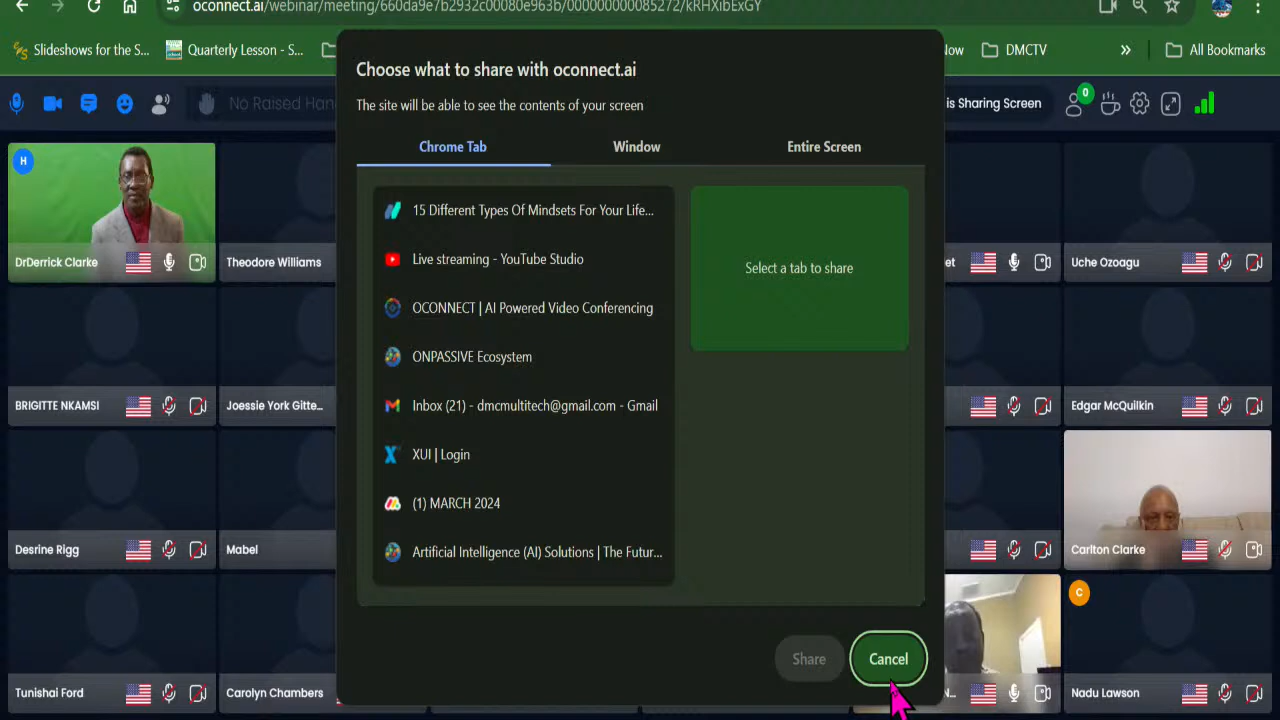 oconnect.ai/webinar/meeting/660da9e7b2932c00080e963b/000000000085272/kRHXibExGY
Slideshows for the S...
Quarterly Lesson - S...
Now
DMCTV
»
All Bookmarks
No Raised Han
is Sharing Screen
0
Choose what to share with oconnect.ai
The site will be able to see the contents of your screen
Chrome Tab
Window
Entire Screen
15 Different Types Of Mindsets For Your Life...
Live streaming - YouTube Studio
OCONNECT | AI Powered Video Conferencing
ONPASSIVE Ecosystem
Inbox (21) - dmcmultitech@gmail.com - Gmail
XUI | Login
(1) MARCH 2024
Artificial Intelligence (AI) Solutions | The Futur...
Select a tab to share
Share
Cancel
H
DrDerrick Clarke
Theodore Williams
et
Uche Ozoagu
BRIGITTE NKAMSI
Joessie York Gitte...
Edgar McQuilkin
Desrine Rigg
Mabel
Carlton Clarke
C
Tunishai Ford
Carolyn Chambers
N...
Nadu Lawson